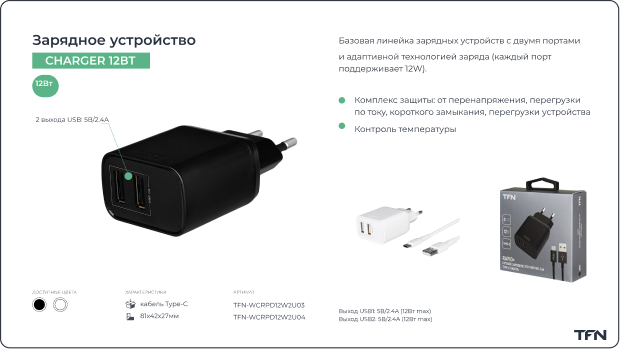 Зарядное устройство
CHARGER 12ВТ
12Вт
2 выхода USB: 5В/2.4А
Базовая линейка зарядных устройств с двумя портами
и адаптивной технологией заряда (каждый порт
поддерживает 12W).
Комплекс защиты: от перенапряжения, перегрузки
по току, короткого замыкания, перегрузки устройства
Контроль температуры
TFN
ДОСТУПНЫЕ ЦВЕТА
ХАРАКТЕРИСТИКИ
АРТИКУЛ
кабель Type-C
81х42х27мм
TFN-WCRPD12W2U03
TFN-WCRPD12W2U04
Выход USB1: 5В/2.4А (12Вт max)
Выход USB2: 5В/2.4А (12Вт max)
TFN